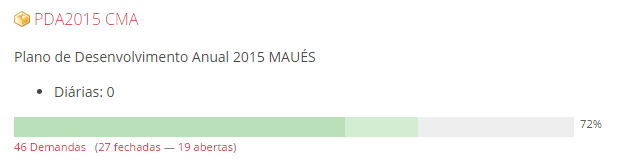 PDA2015 CMA
Plano de Desenvolvimento Anual 2015 MAUÉS
• Diárias: 0
72%
46 Demandas (27 fechadas — 19 abertas)